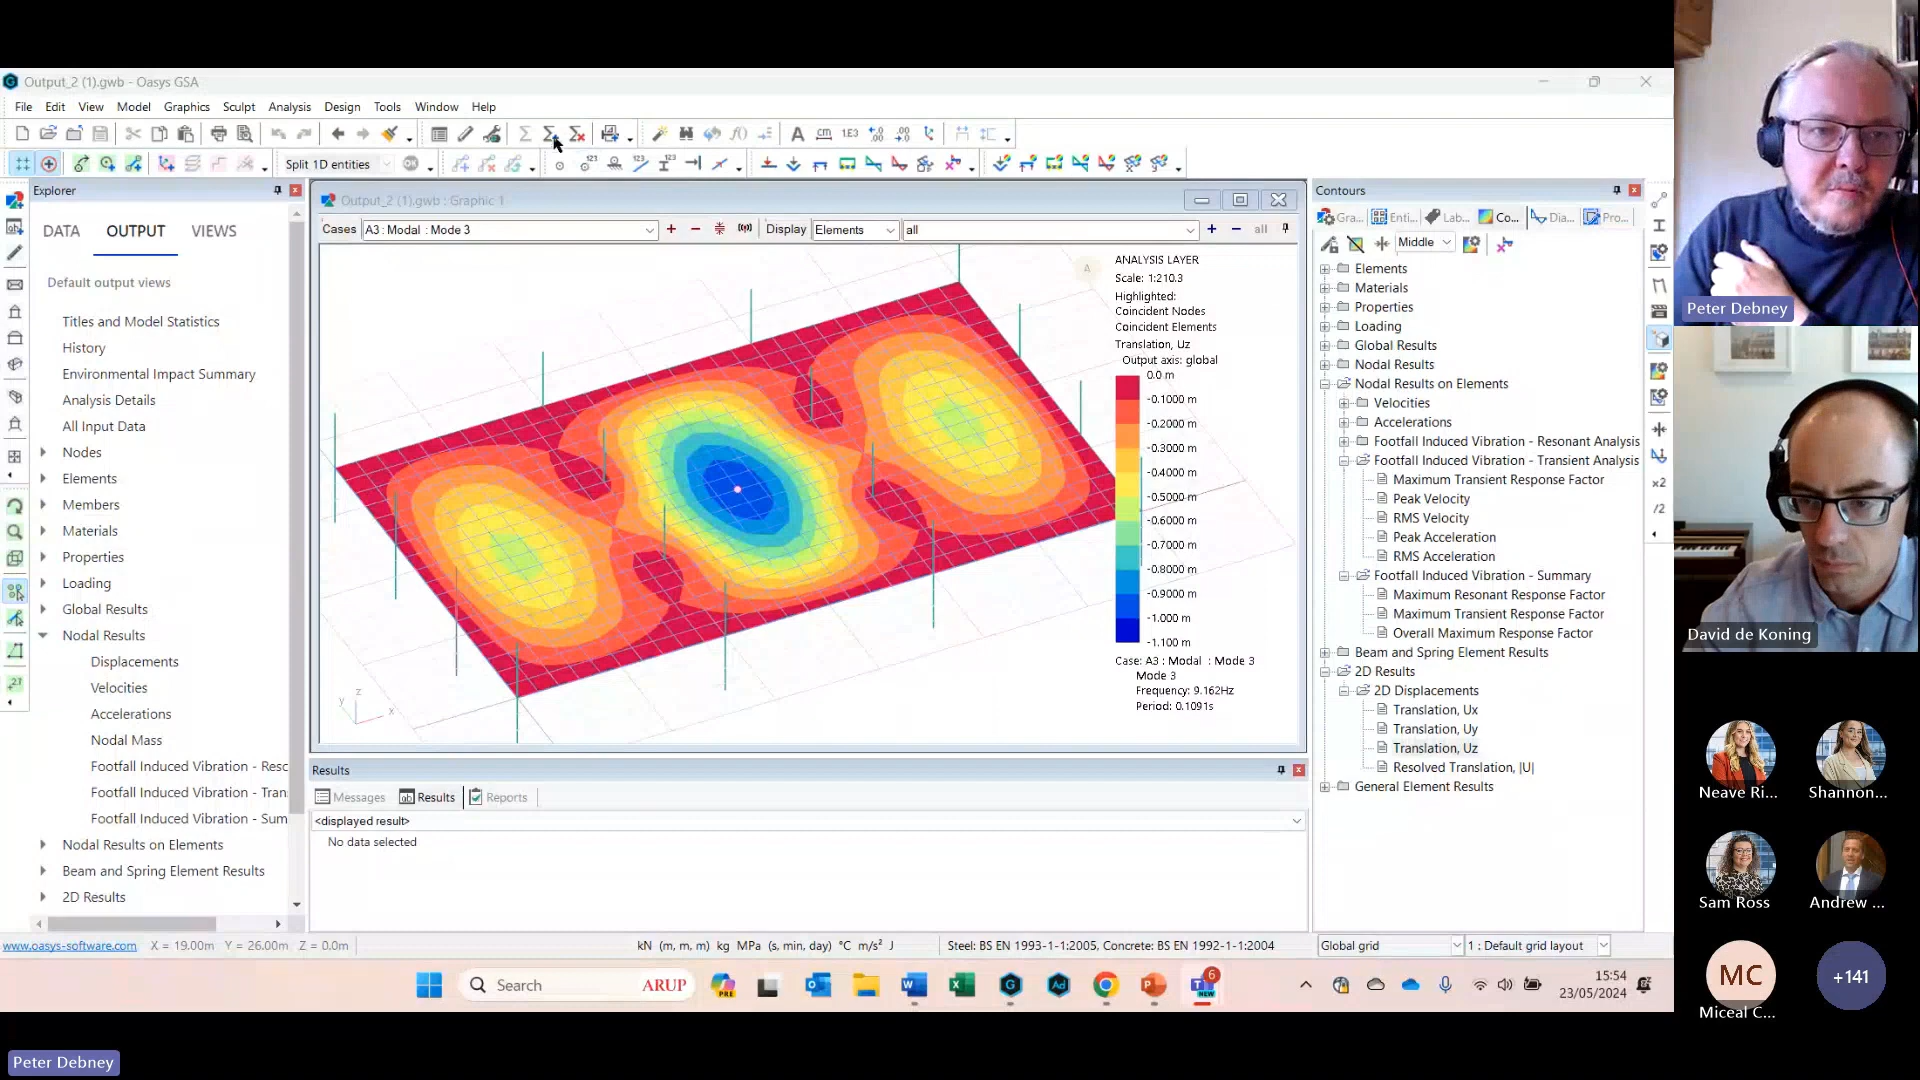 Output_2 (1).gwb - Oasys GSA
File Edit View Model Graphics Sculpt Analysis Design Tools Window Help
Split 1D entities
Explorer
DATA OUTPUT VIEWS
Default output views
Titles and Model Statistics
History
Environmental Impact Summary
Analysis Details
All Input Data
Nodes
Elements
Members
Materials
Properties
Loading
Global Results
Nodal Results
Displacements
Velocities
Accelerations
Nodal Mass
Footfall Induced Vibration - Resc
Footfall Induced Vibration - Tran
Footfall Induced Vibration - Sum
Nodal Results on Elements
Beam and Spring Element Results
2D Results
Output_2 (1).gwb : Graphic 1
Cases A3 : Modal : Mode 3 Display Elements all all
ANALYSIS LAYER
Scale: 1:210.3
Highlighted:
Coincident Nodes
Coincident Elements
Translation, Uz
Output axis: global
0.0 m
-0.1000 m
-0.2000 m
-0.3000 m
-0.4000 m
-0.5000 m
-0.6000 m
-0.7000 m
-0.8000 m
-0.9000 m
-1.000 m
-1.100 m
Case: A3 : Modal : Mode 3
Mode 3
Frequency: 9.162Hz
Period: 0.1091s
z
y
x
Results
Messages Results Reports
<displayed result>
No data selected
Contours
Gra... Enti... Lab... Co... Dia... Pro...
Middle
Elements
Materials
Properties
Loading
Global Results
Nodal Results
Nodal Results on Elements
Velocities
Accelerations
Footfall Induced Vibration - Resonant Analysis
Footfall Induced Vibration - Transient Analysis
Maximum Transient Response Factor
Peak Velocity
RMS Velocity
Peak Acceleration
RMS Acceleration
Footfall Induced Vibration - Summary
Maximum Resonant Response Factor
Maximum Transient Response Factor
Overall Maximum Response Factor
Beam and Spring Element Results
2D Results
2D Displacements
Translation, Ux
Translation, Uy
Translation, Uz
Resolved Translation, |U|
General Element Results
www.oasys-software.com X = 19.00m Y = 26.00m Z = 0.0m
kN (m, m, m) kg MPa (s, min, day) °C m/s² J
Steel: BS EN 1993-1-1:2005, Concrete: BS EN 1992-1-1:2004
Global grid
1 : Default grid layout
Search ARUP
6
15:54
23/05/2024
Peter Debney
David de Koning
Neave Ri...
Shannon...
Sam Ross
Andrew ...
MC
+141
Miceal C...
Peter Debney